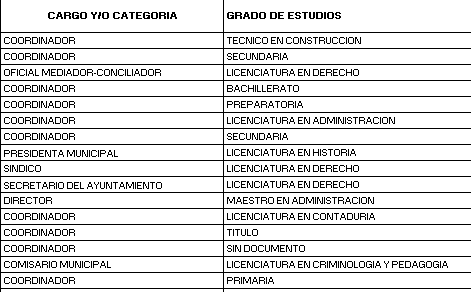 CARGO Y/O CATEGORIA GRADO DE ESTUDIOS
COORDINADOR TECNICO EN CONSTRUCCION
COORDINADOR SECUNDARIA
OFICIAL MEDIADOR-CONCILIADOR LICENCIATURA EN DERECHO
COORDINADOR BACHILLERATO
COORDINADOR PREPARATORIA
COORDINADOR LICENCIATURA EN ADMINISTRACION
COORDINADOR SECUNDARIA
PRESIDENTA MUNICIPAL LICENCIATURA EN HISTORIA
SINDICO LICENCIATURA EN DERECHO
SECRETARIO DEL AYUNTAMIENTO LICENCIATURA EN DERECHO
DIRECTOR MAESTRO EN ADMINISTRACION
COORDINADOR LICENCIATURA EN CONTADURIA
COORDINADOR TITULO
COORDINADOR SIN DOCUMENTO
COMISARIO MUNICIPAL LICENCIATURA EN CRIMINOLOGIA Y PEDAGOGIA
COORDINADOR PRIMARIA